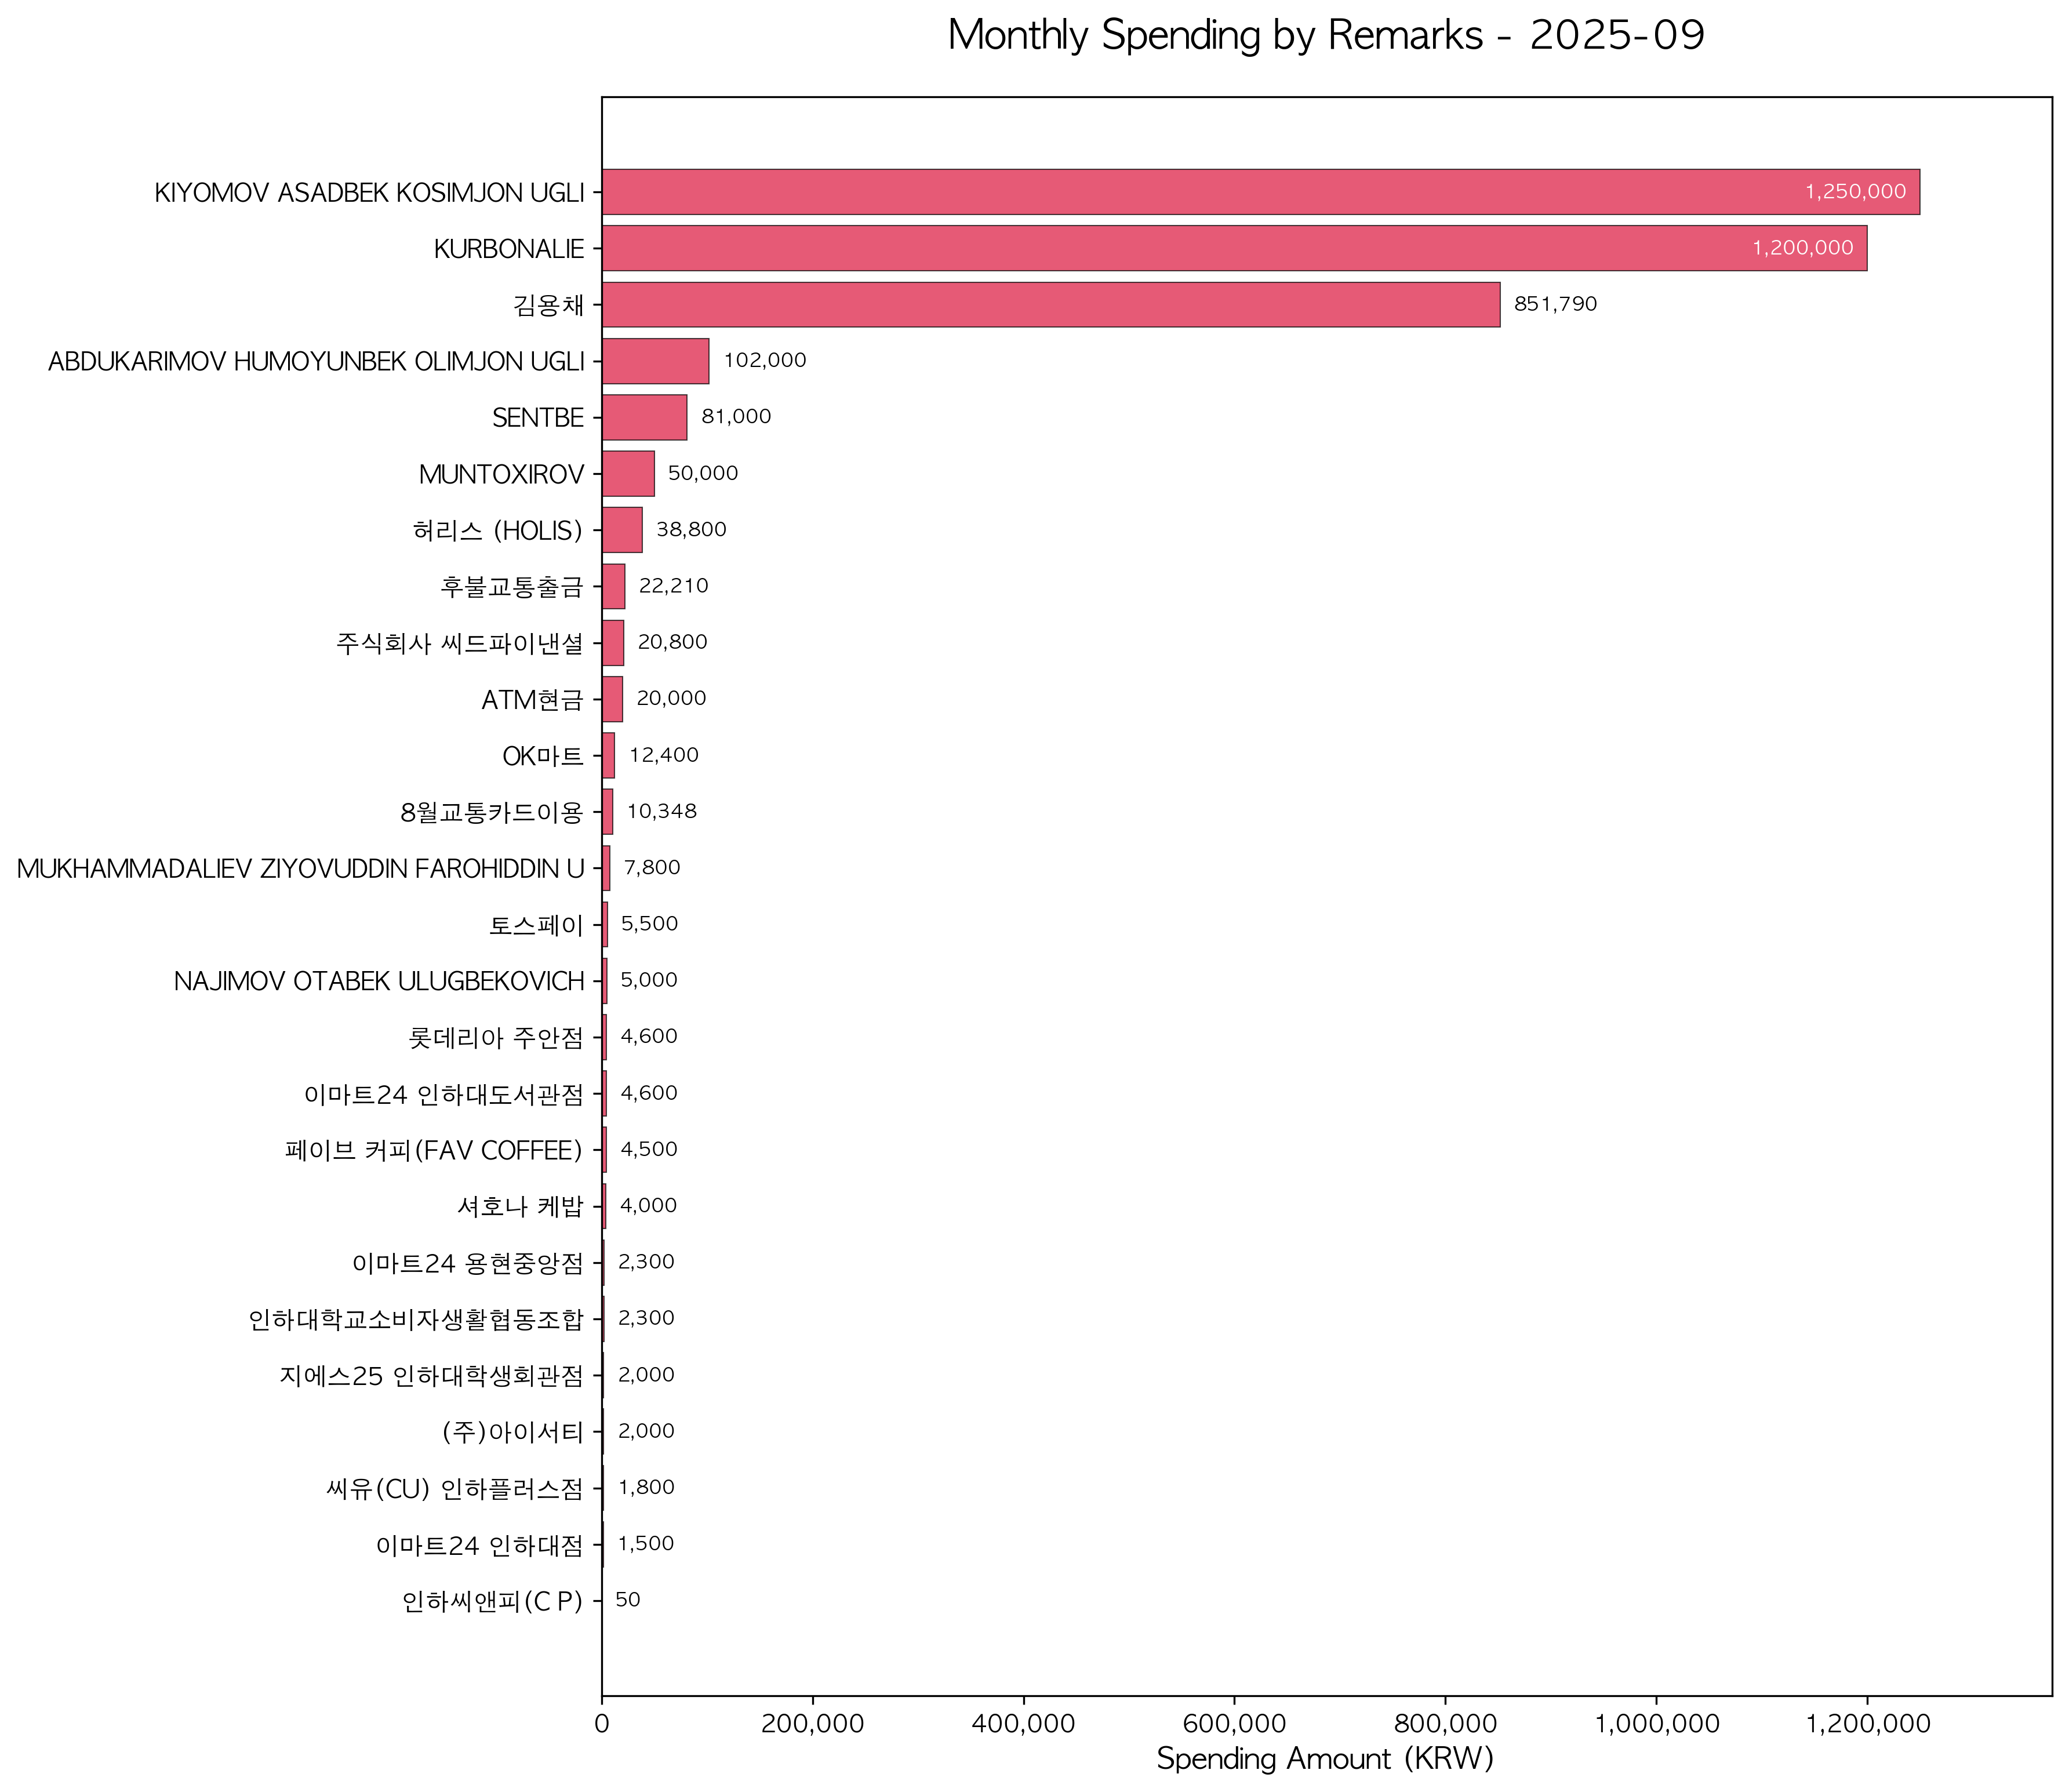 Monthly Spending by Remarks - 2025-09
KIYOMOV ASADBEK KOSIMJON UGLI 1,250,000
KURBONALIE 1,200,000
김용채 851,790
ABDUKARIMOV HUMOYUNBEK OLIMJON UGLI 102,000
SENTBE 81,000
MUNTOXIROV 50,000
허리스 (HOLIS) 38,800
후불교통출금 22,210
주식회사 씨드파이낸셜 20,800
ATM현금 20,000
OK마트 12,400
8월교통카드이용 10,348
MUKHAMMADALIEV ZIYOVUDDIN FAROHIDDIN U 7,800
토스페이 5,500
NAJIMOV OTABEK ULUGBEKOVICH 5,000
롯데리아 주안점 4,600
이마트24 인하대도서관점 4,600
페이브 커피(FAV COFFEE) 4,500
셔호나 케밥 4,000
이마트24 용현중앙점 2,300
인하대학교소비자생활협동조합 2,300
지에스25 인하대학생회관점 2,000
(주)아이서티 2,000
씨유(CU) 인하플러스점 1,800
이마트24 인하대점 1,500
인하씨앤피(C P) 50
0 200,000 400,000 600,000 800,000 1,000,000 1,200,000
Spending Amount (KRW)